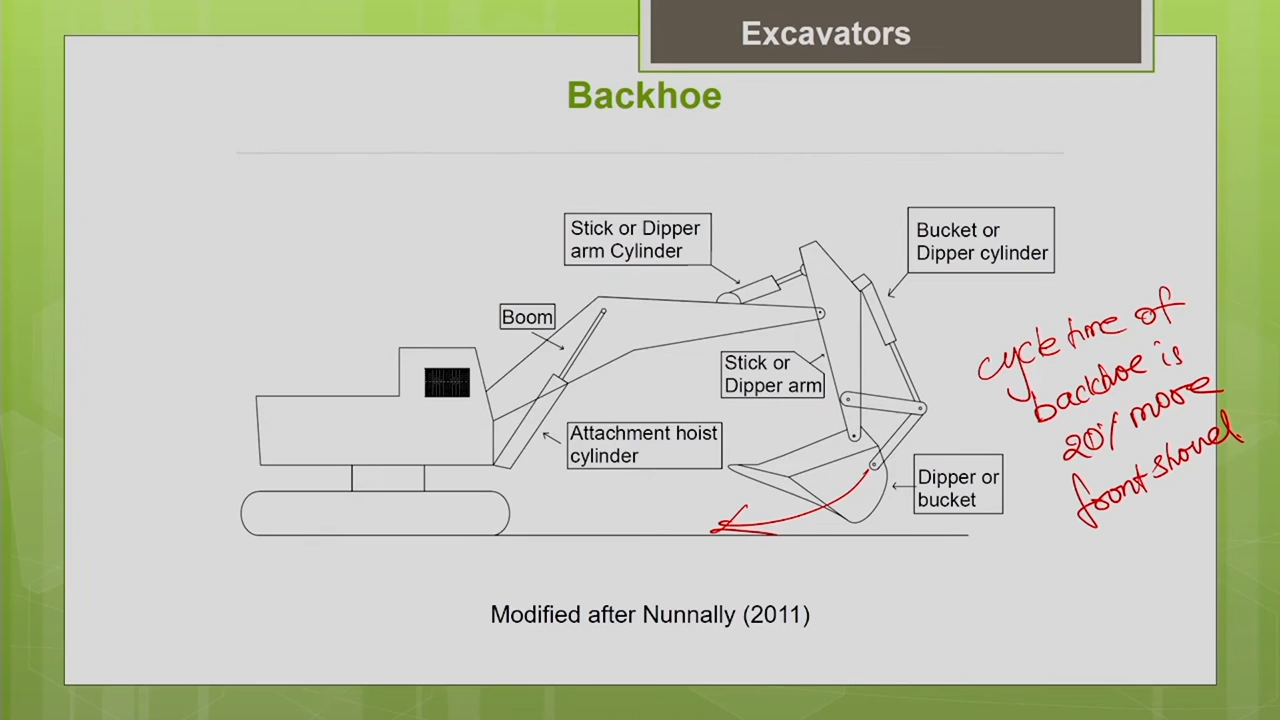 Excavators
Backhoe
Stick or Dipper
arm Cylinder
Bucket or
Dipper cylinder
Boom
Stick or
Dipper arm
Attachment hoist
cylinder
Dipper or
bucket
cycle time of
backhoe is
20% more
front shovel
Modified after Nunnally (2011)